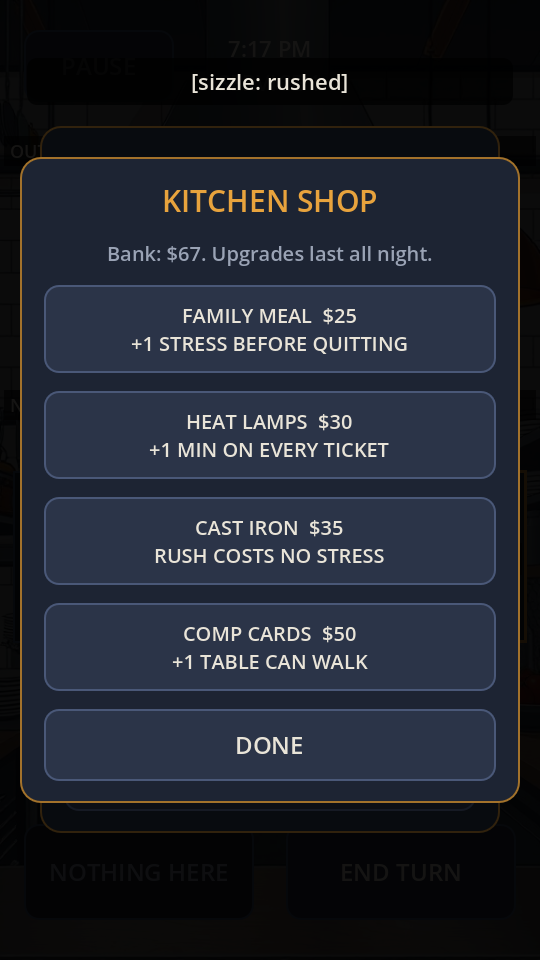 7:17 PM
PAUSE
[sizzle: rushed]
OUT
KITCHEN SHOP
Bank: $67. Upgrades last all night.
FAMILY MEAL $25
+1 STRESS BEFORE QUITTING
HEAT LAMPS $30
+1 MIN ON EVERY TICKET
CAST IRON $35
RUSH COSTS NO STRESS
COMP CARDS $50
+1 TABLE CAN WALK
DONE
NOTHING HERE
END TURN